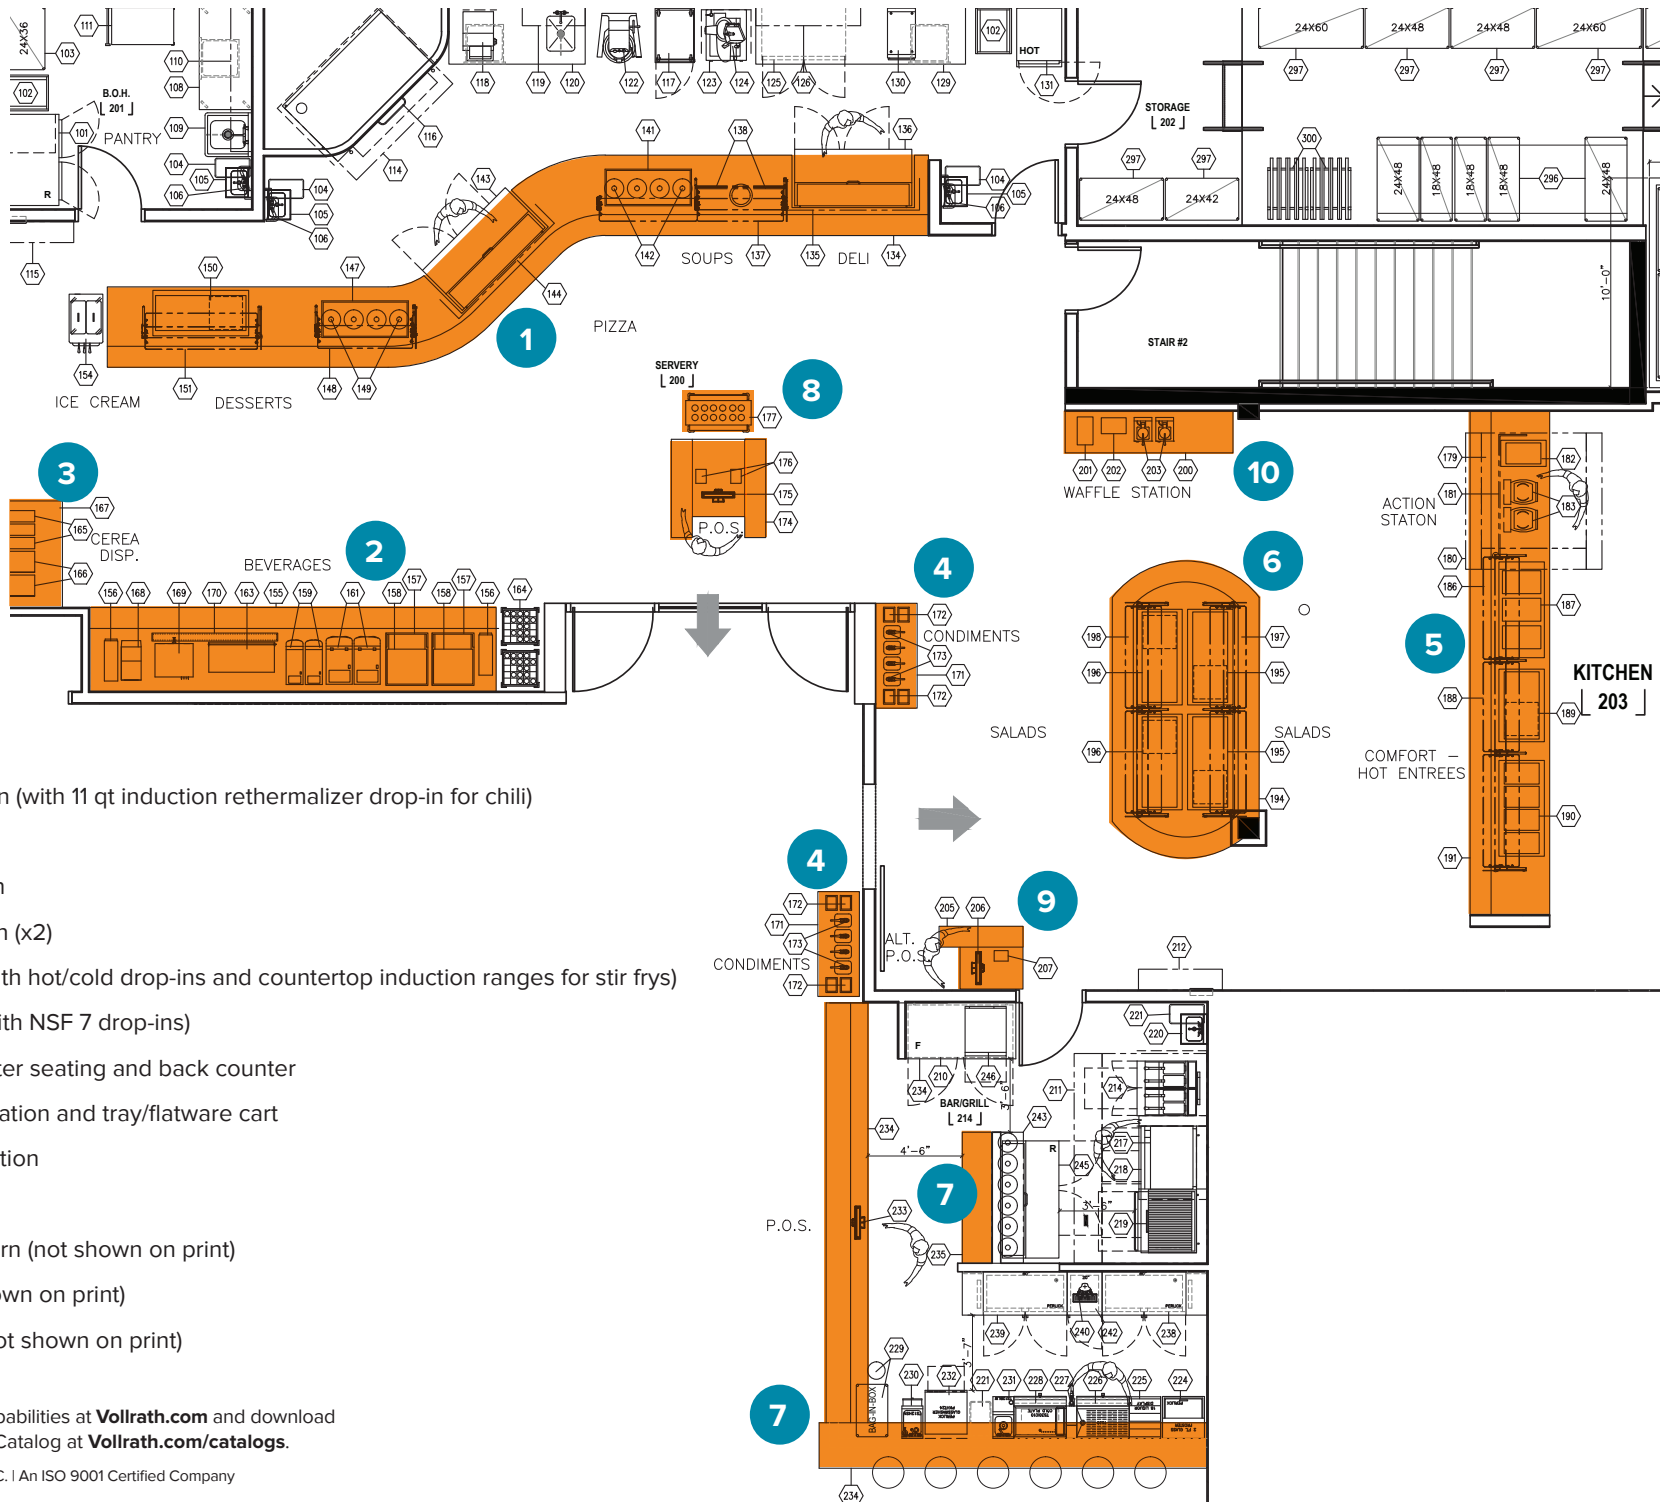 24X36
111
103
110
102
108
B.O.H.
201
109
101
PANTRY
104
105
106
R
115
104
105
106
116
114
118
119
120
122
117
123
124
125
126
130
129
102
HOT
131
STORAGE
202
24X60
24X48
24X48
24X60
297
297
297
297
297
297
24X48
24X42
300
24X48
18X48
18X48
18X48
24X48
296
10'-0"
STAIR #2
141
138
136
143
104
105
106
142
SOUPS
137
135
DELI
134
144
1
PIZZA
150
147
154
151
148
149
ICE CREAM
DESSERTS
SERVERY
200
8
177
176
175
174
P.O.S.
3
167
165
CEREA
DISP.
166
BEVERAGES
2
156
168
169
170
163
155
159
161
158
157
158
157
156
164
4
172
CONDIMENTS
173
171
172
201
202
203
200
10
WAFFLE STATION
6
198
197
196
195
SALADS
SALADS
196
195
194
179
182
181
ACTION
STATON
183
180
186
187
5
KITCHEN
203
188
189
COMFORT –
HOT ENTREES
190
191
n (with 11 qt induction rethermalizer drop-in for chili)
n
n (x2)
th hot/cold drop-ins and countertop induction ranges for stir frys)
ith NSF 7 drop-ins)
ter seating and back counter
ation and tray/flatware cart
tion
rn (not shown on print)
own on print)
ot shown on print)
pabilities at Vollrath.com and download
Catalog at Vollrath.com/catalogs.
C. | An ISO 9001 Certified Company
4
172
171
173
CONDIMENTS
172
9
205
206
ALT.
P.O.S.
207
212
F
234
210
246
BAR/GRILL
214
3'-6"
221
220
211
214
243
234
4'-6"
R
245
217
218
3'-6"
219
7
P.O.S.
233
235
239
240
242
238
PERLICK
PERLICK
3'-7"
229
BAG-IN-BOX
230
232
221
231
228
227
226
225
224
7
234